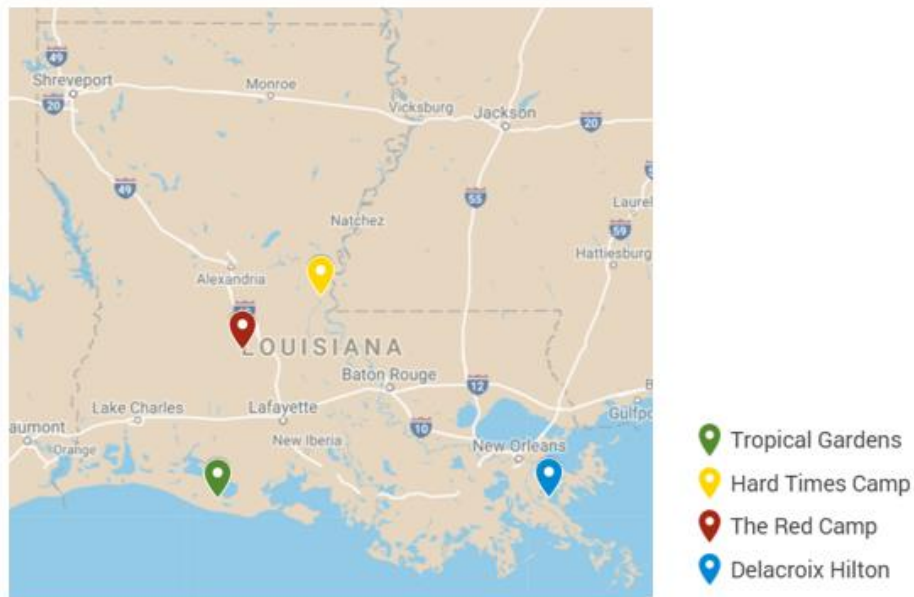 49
Shreveport
20
Monroe
Vicksburg
Jackson
20
49
55
Laurel
59
Natchez
Hattiesburg
Alexandria
LOUISIANA
Baton Rouge
12
Lake Charles
Lafayette
Gulfpo
aumont
Orange
10
New Iberia
New Orleans
Tropical Gardens
Hard Times Camp
The Red Camp
Delacroix Hilton